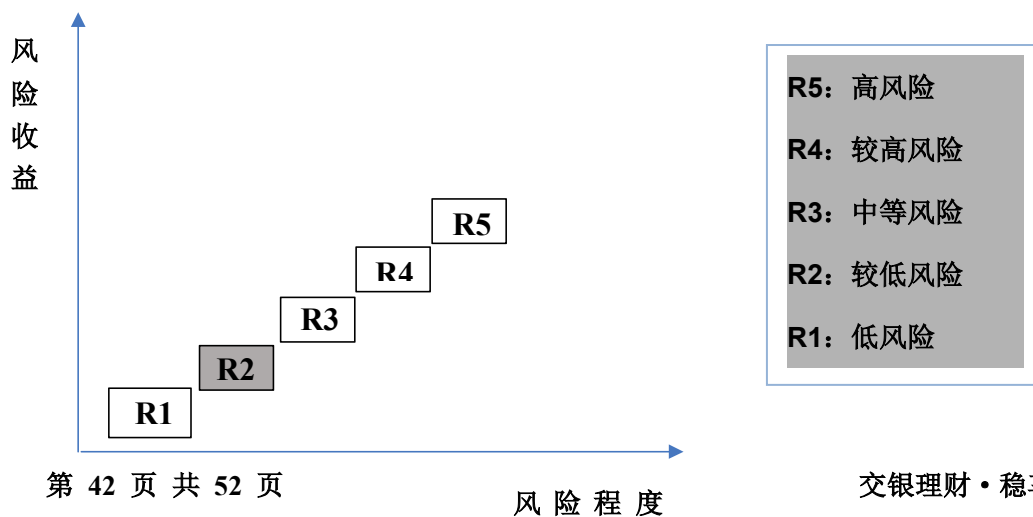 风
险
收
益
R5
R4
R3
R2
R1
R5：高风险
R4：较高风险
R3：中等风险
R2：较低风险
R1：低风险
第 42 页 共 52 页
风 险 程 度
交银理财·稳